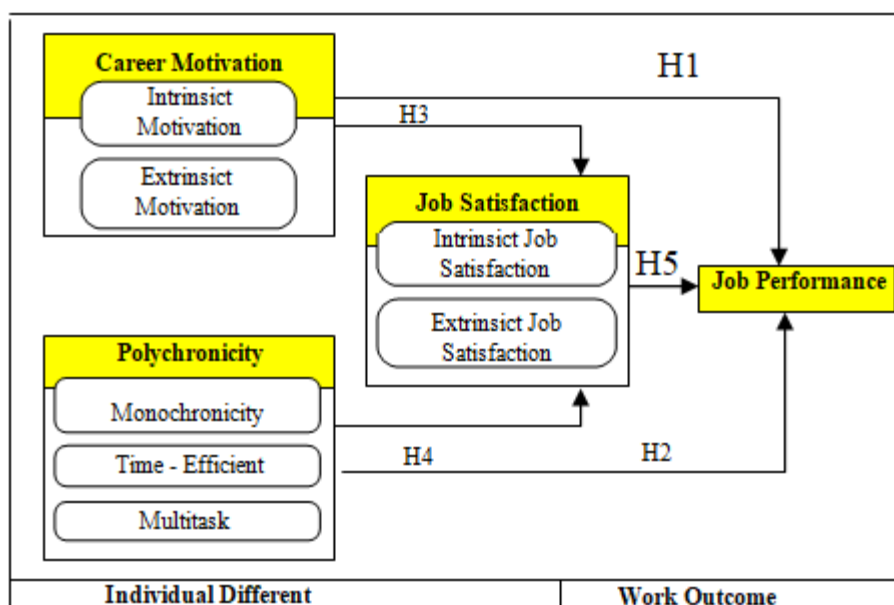 Career Motivation
Intrinsict
Motivation
Extrinsict
Motivation
H1
H3
Job Satisfaction
Intrinsict Job
Satisfaction
Extrinsict Job
Satisfaction
H5
Job Performance
Polychronicity
Monochronicity
Time - Efficient
Multitask
H4
H2
Individual Different
Work Outcome